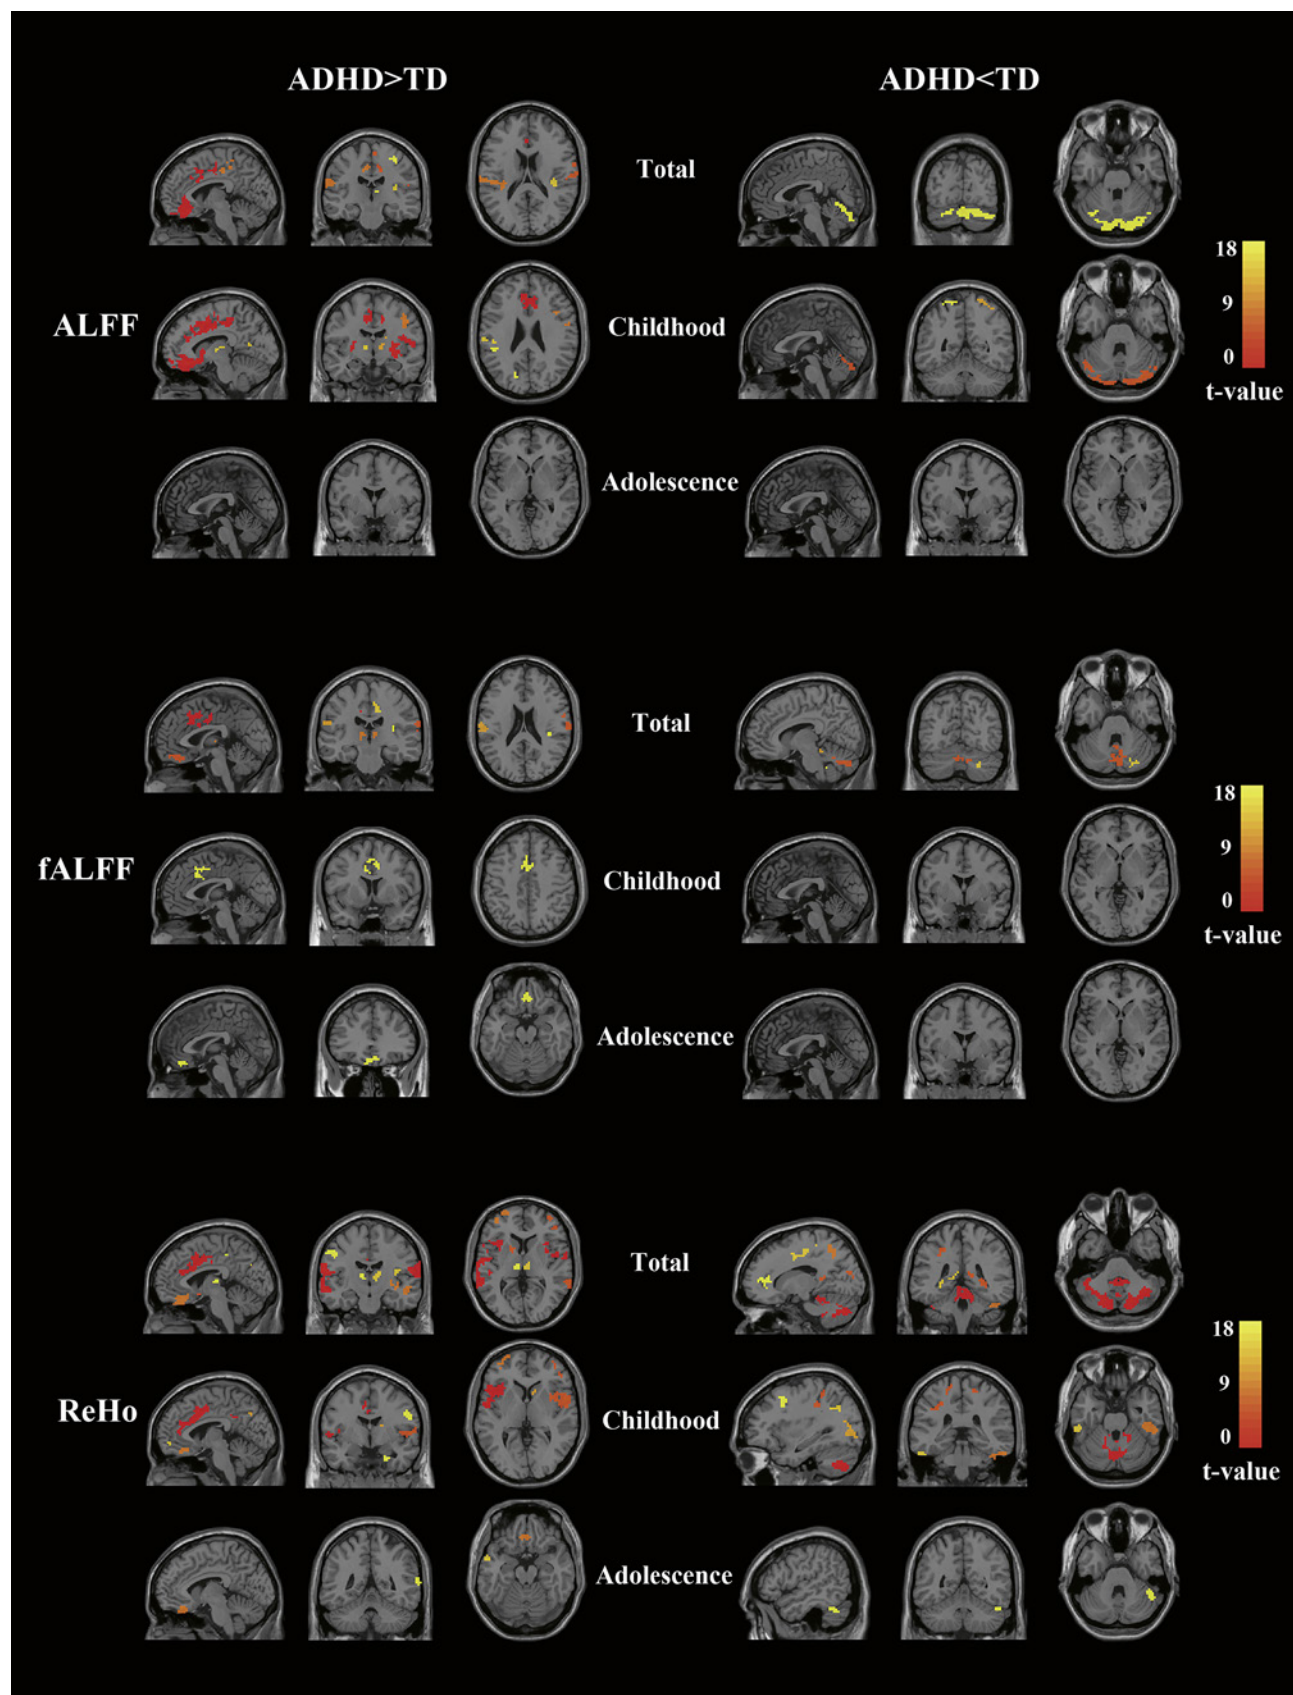 ADHD>TD
ADHD<TD
Total
ALFF
Childhood
18
9
0
t-value
Adolescence
Total
fALFF
Childhood
18
9
0
t-value
Adolescence
Total
ReHo
Childhood
18
9
0
t-value
Adolescence